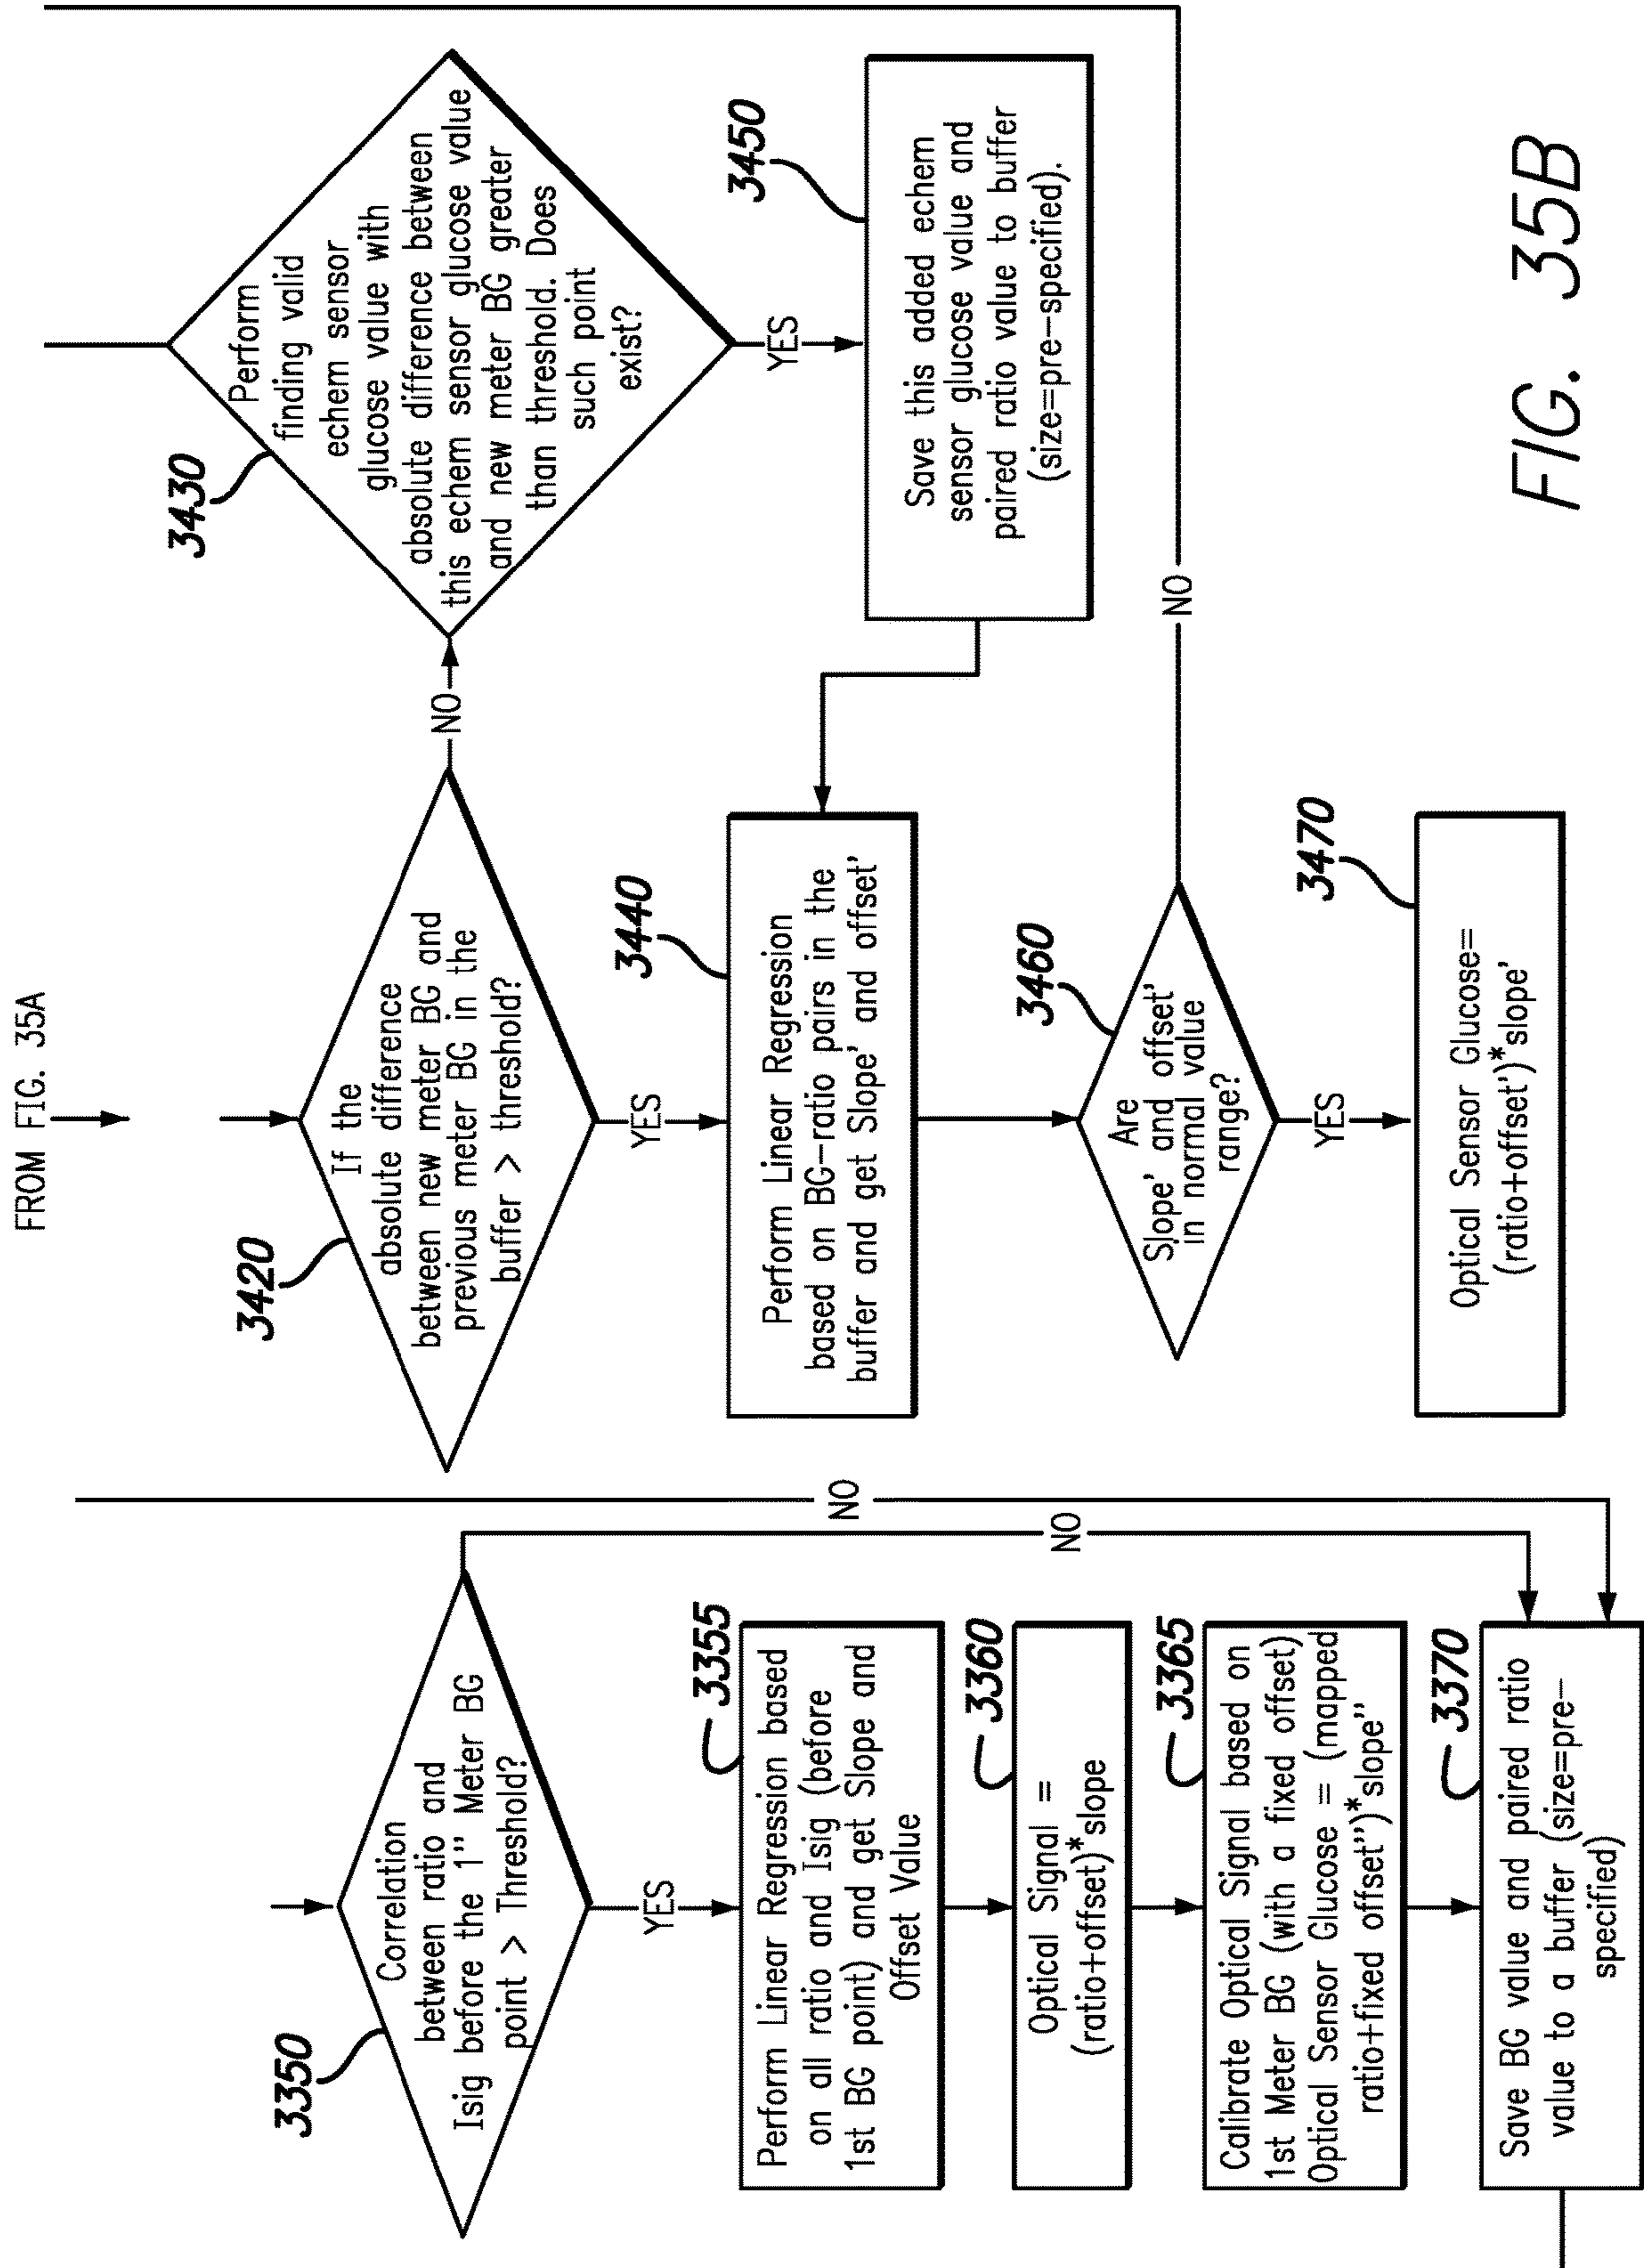 FROM FIG. 35A
3350
Correlation
between ratio and
Isig before the 1" Meter BG
point > Threshold?
YES
NO
NO
3355
Perform Linear Regression based
on all ratio and Isig (before
1st BG point) and get Slope and
Offset Value
3360
Optical Signal =
(ratio+offset)*slope
3365
Calibrate Optical Signal based on
1st Meter BG (with a fixed offset)
Optical Sensor Glucose = (mapped
ratio+fixed offset")*slope"
3370
Save BG value and paired ratio
value to a buffer (size=pre-
specified)
3420
If the
absolute difference
between new meter BG and
previous meter BG in the
buffer > threshold?
NO
YES
3430
Perform
finding valid
echem sensor
glucose value with
absolute difference between
this echem sensor glucose value
and new meter BG greater
than threshold. Does
such point
exist?
YES
3440
Perform Linear Regression
based on BG-ratio pairs in the
buffer and get Slope' and offset'
3450
Save this added echem
sensor glucose value and
paired ratio value to buffer
(size=pre-specified).
3460
Are
Slope' and offset'
in normal value
range?
NO
YES
3470
Optical Sensor Glucose=
(ratio+offset')*slope'
FIG. 35B